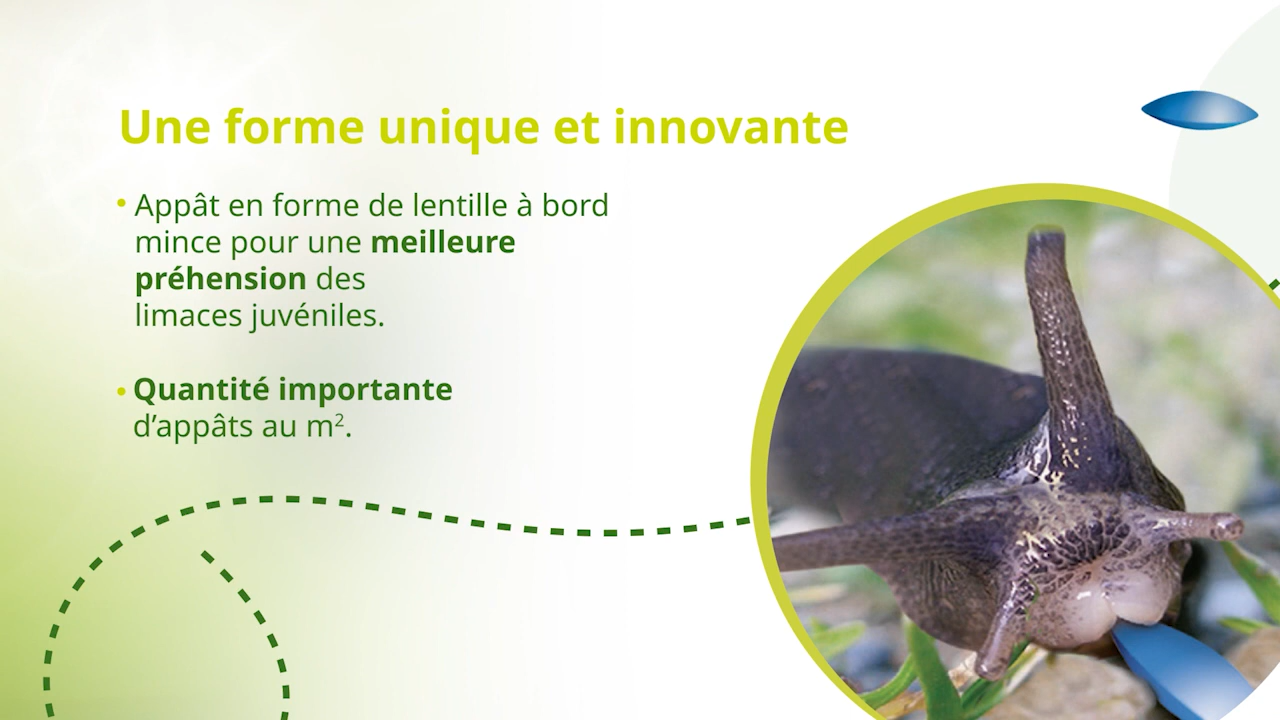 Une forme unique et innovante
• Appât en forme de lentille à bord
mince pour une meilleure
préhension des
limaces juvéniles.
• Quantité importante
d’appâts au m².